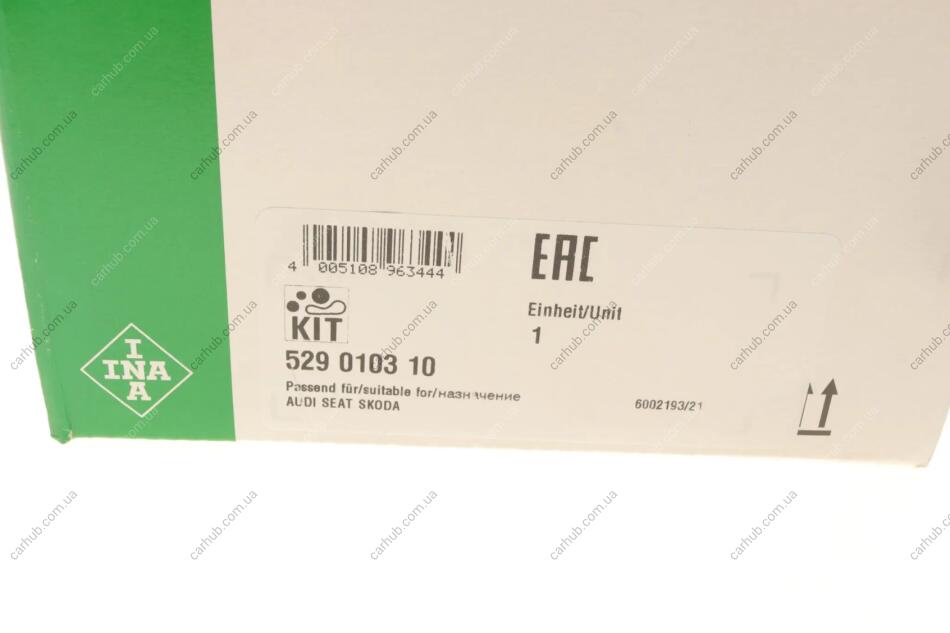 4 005108 963444
EAC
KIT
Einheit/Unit
1
529 0103 10
Passend für/suitable for/назначение
AUDI SEAT SKODA
6002193/21
INA
INA
carhub.com.ua